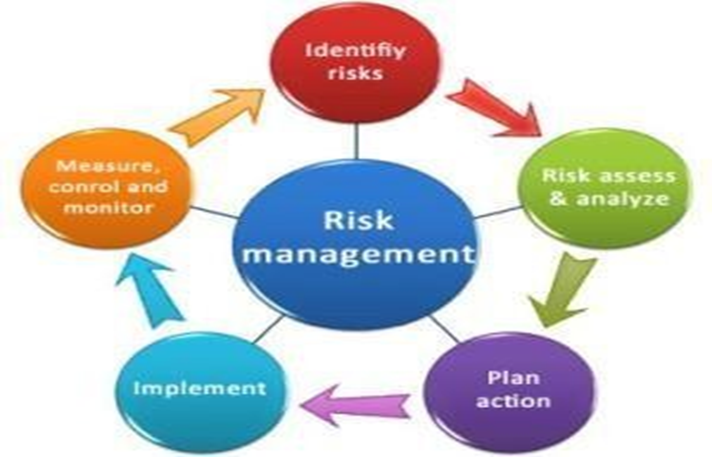 Identifiy
risks
Risk assess
& analyze
Plan
action
Implement
Measure,
conrol and
monitor
Risk
management